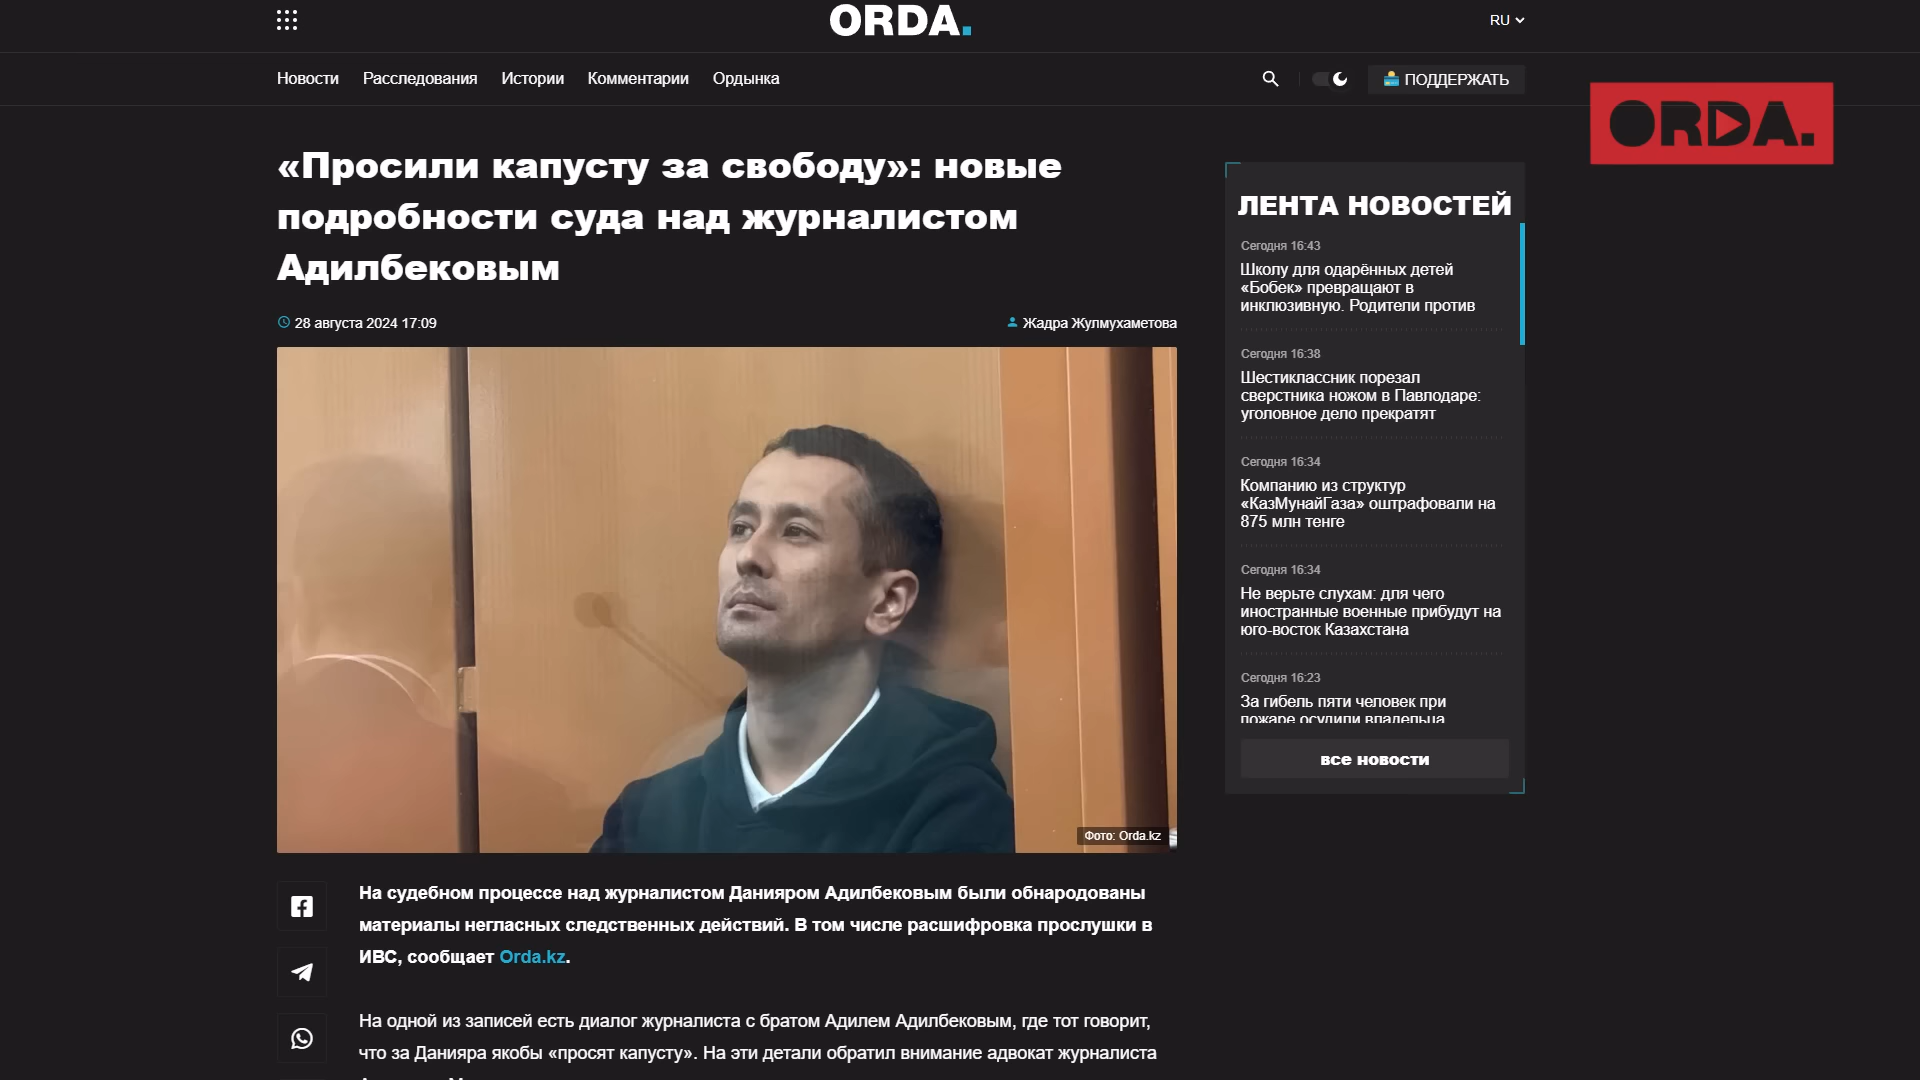 ORDA.
RU
Новости Расследования Истории Комментарии Ордынка
ПОДДЕРЖАТЬ
ORDA.
«Просили капусту за свободу»: новые
подробности суда над журналистом
Адилбековым
28 августа 2024 17:09
Жадра Жулмухаметова
Фото: Orda.kz
На судебном процессе над журналистом Данияром Адилбековым были обнародованы
материалы негласных следственных действий. В том числе расшифровка прослушки в
ИВС, сообщает Orda.kz.
На одной из записей есть диалог журналиста с братом Адилем Адилбековым, где тот говорит,
что за Данияра якобы «просят капусту». На эти детали обратил внимание адвокат журналиста
ЛЕНТА НОВОСТЕЙ
Сегодня 16:43
Школу для одарённых детей
«Бобек» превращают в
инклюзивную. Родители против
Сегодня 16:38
Шестиклассник порезал
сверстника ножом в Павлодаре:
уголовное дело прекратят
Сегодня 16:34
Компанию из структур
«КазМунайГаза» оштрафовали на
875 млн тенге
Сегодня 16:34
Не верьте слухам: для чего
иностранные военные прибудут на
юго-восток Казахстана
Сегодня 16:23
За гибель пяти человек при
пожаре осудили владельца
все новости